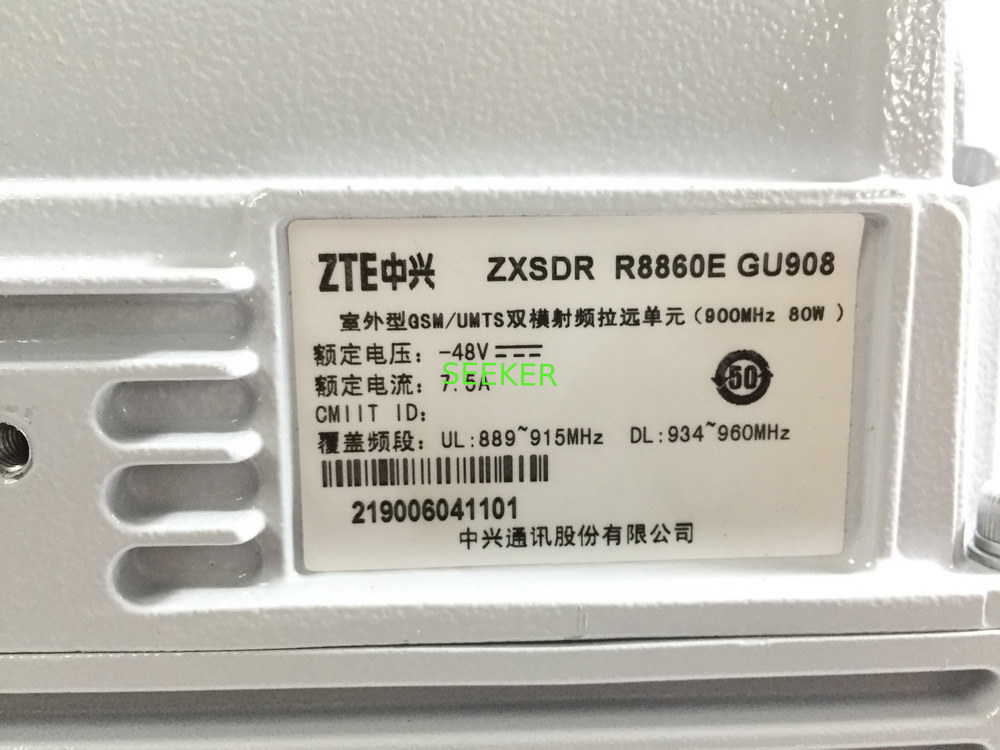 ZTE中兴 ZXSDR R8860E GU908
室外型GSM/UMTS双模射频拉远单元（900MHz 80W ）
额定电压：-48V
额定电流：7.5A
SEEKER
50
CMIIT ID:
覆盖频段：UL:889~915MHz DL:934~960MHz
219006041101
中兴通讯股份有限公司